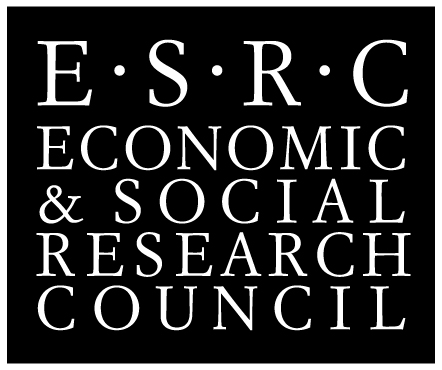 E·S·R·C
ECONOMIC
& SOCIAL
RESEARCH
COUNCIL